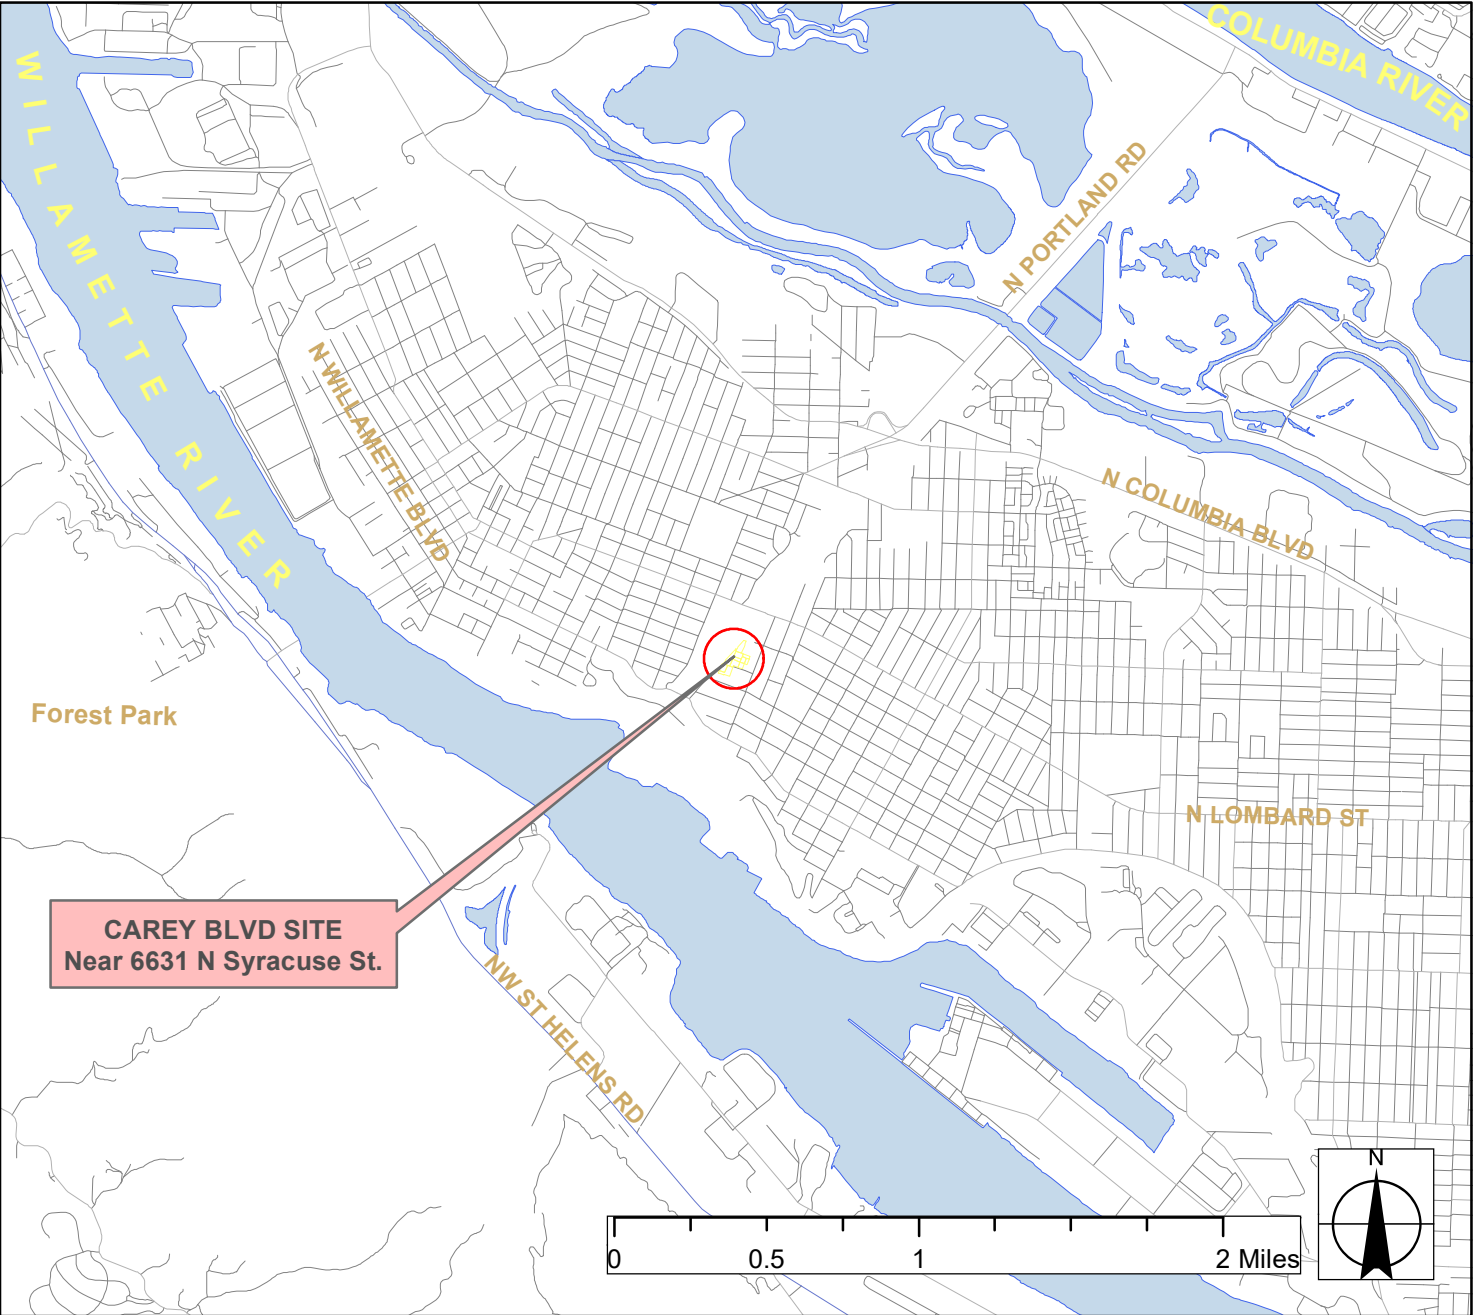 COLUMBIA RIVER
WILLAMETTE RIVER
N PORTLAND RD
N WILLAMETTE BLVD
N COLUMBIA BLVD
Forest Park
N LOMBARD ST
CAREY BLVD SITE
Near 6631 N Syracuse St.
NW ST HELENS RD
N
0 0.5 1 2 Miles